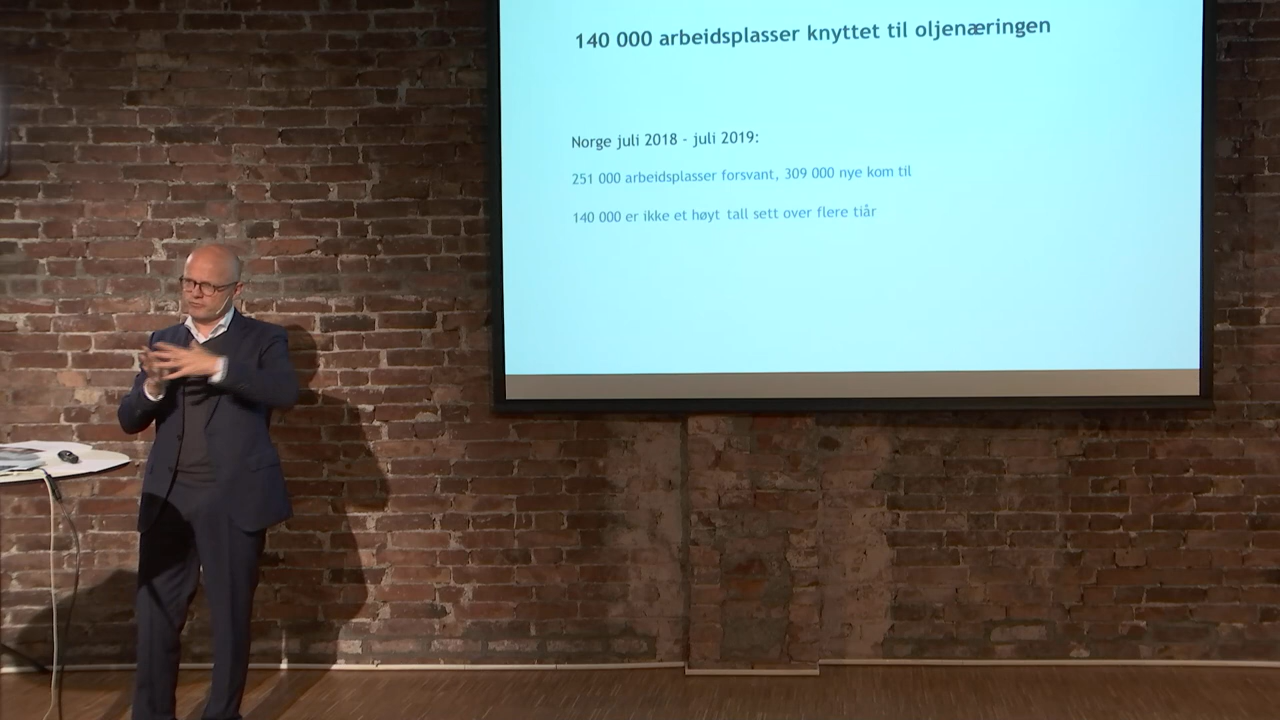 140 000 arbeidsplasser knyttet til oljenæringen
Norge juli 2018 - juli 2019:
251 000 arbeidsplasser forsvant, 309 000 nye kom til
140 000 er ikke et høyt tall sett over flere tiår